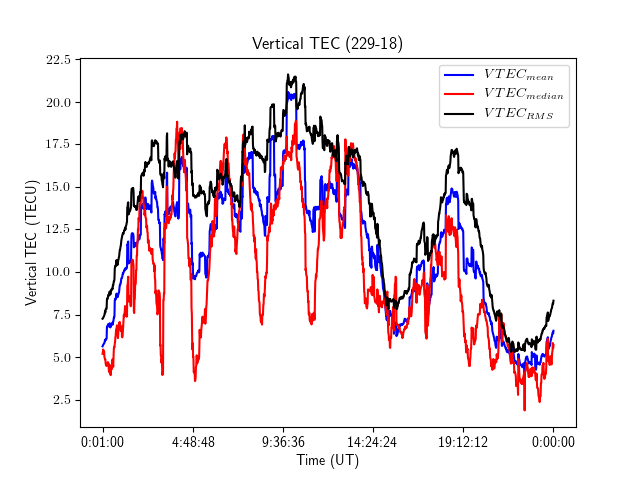 Vertical TEC (229-18)
22.5
20.0
17.5
15.0
12.5
10.0
7.5
5.0
2.5
Vertical TEC (TECU)
VTEC_mean
VTEC_median
VTEC_RMS
0:01:00 4:48:48 9:36:36 14:24:24 19:12:12 0:00:00
Time (UT)